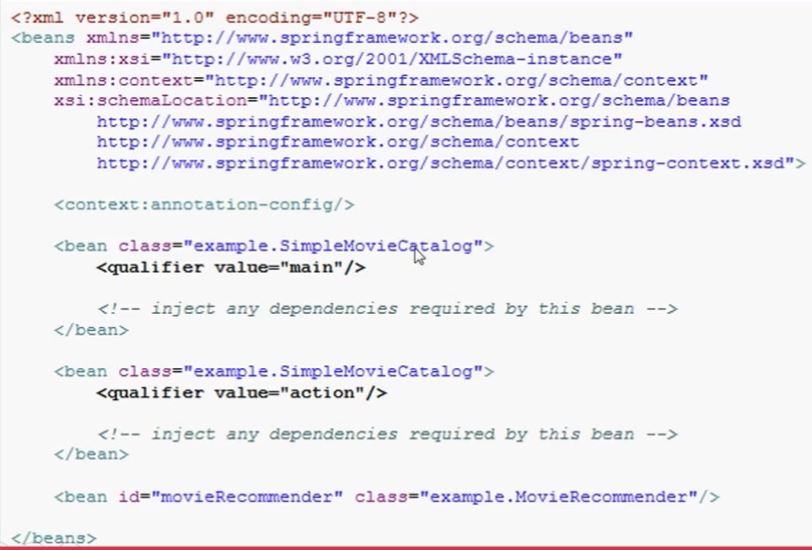 <?xml version="1.0" encoding="UTF-8"?>
<beans xmlns="http://www.springframework.org/schema/beans"
    xmlns:xsi="http://www.w3.org/2001/XMLSchema-instance"
    xmlns:context="http://www.springframework.org/schema/context"
    xsi:schemaLocation="http://www.springframework.org/schema/beans
        http://www.springframework.org/schema/beans/spring-beans.xsd
        http://www.springframework.org/schema/context
        http://www.springframework.org/schema/context/spring-context.xsd">
    <context:annotation-config/>
    <bean class="example.SimpleMovieCatalog">
        <qualifier value="main"/>
        <!-- inject any dependencies required by this bean -->
    </bean>
    <bean class="example.SimpleMovieCatalog">
        <qualifier value="action"/>
        <!-- inject any dependencies required by this bean -->
    </bean>
    <bean id="movieRecommender" class="example.MovieRecommender"/>
</beans>